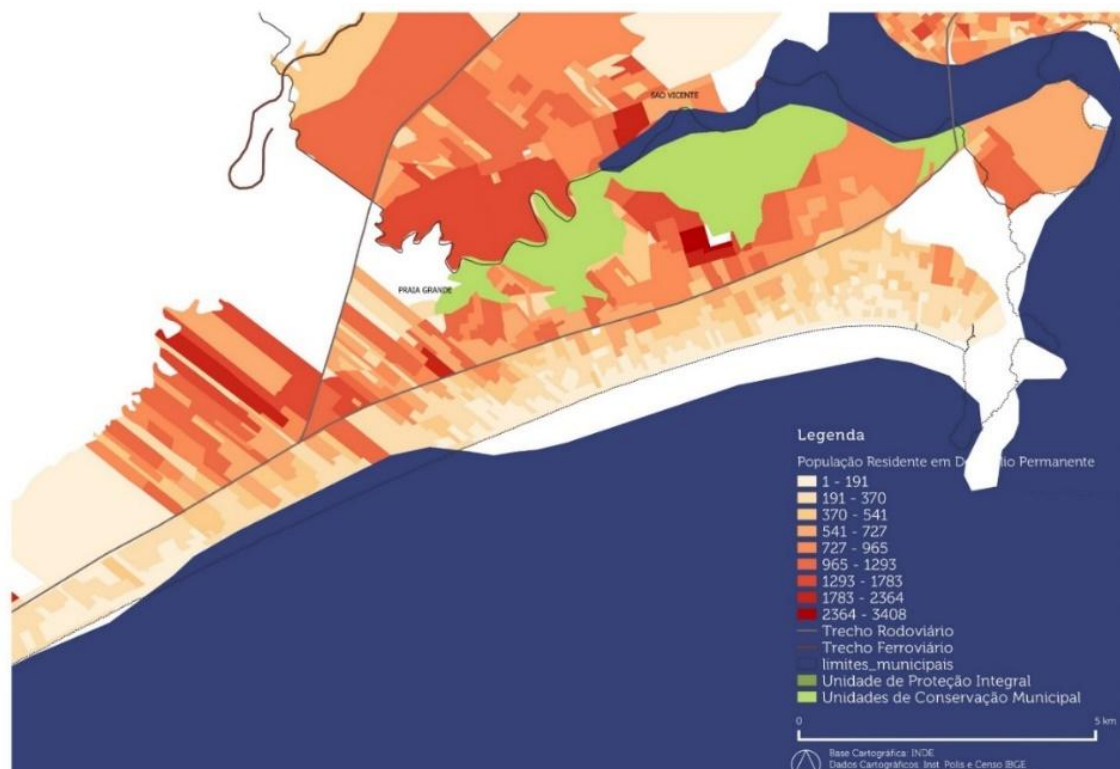 SÃO VICENTE
PRAIA GRANDE
Legenda
População Residente em D io Permanente
1 - 191
191 - 370
370 - 541
541 - 727
727 - 965
965 - 1293
1293 - 1783
1783 - 2364
2364 - 3408
Trecho Rodoviário
Trecho Ferroviário
limites_municipais
Unidade de Proteção Integral
Unidades de Conservação Municipal
0 5 km
Base Cartográfica: INDE
Dados Cartográficos: Inst. Polis e Censo IBGE